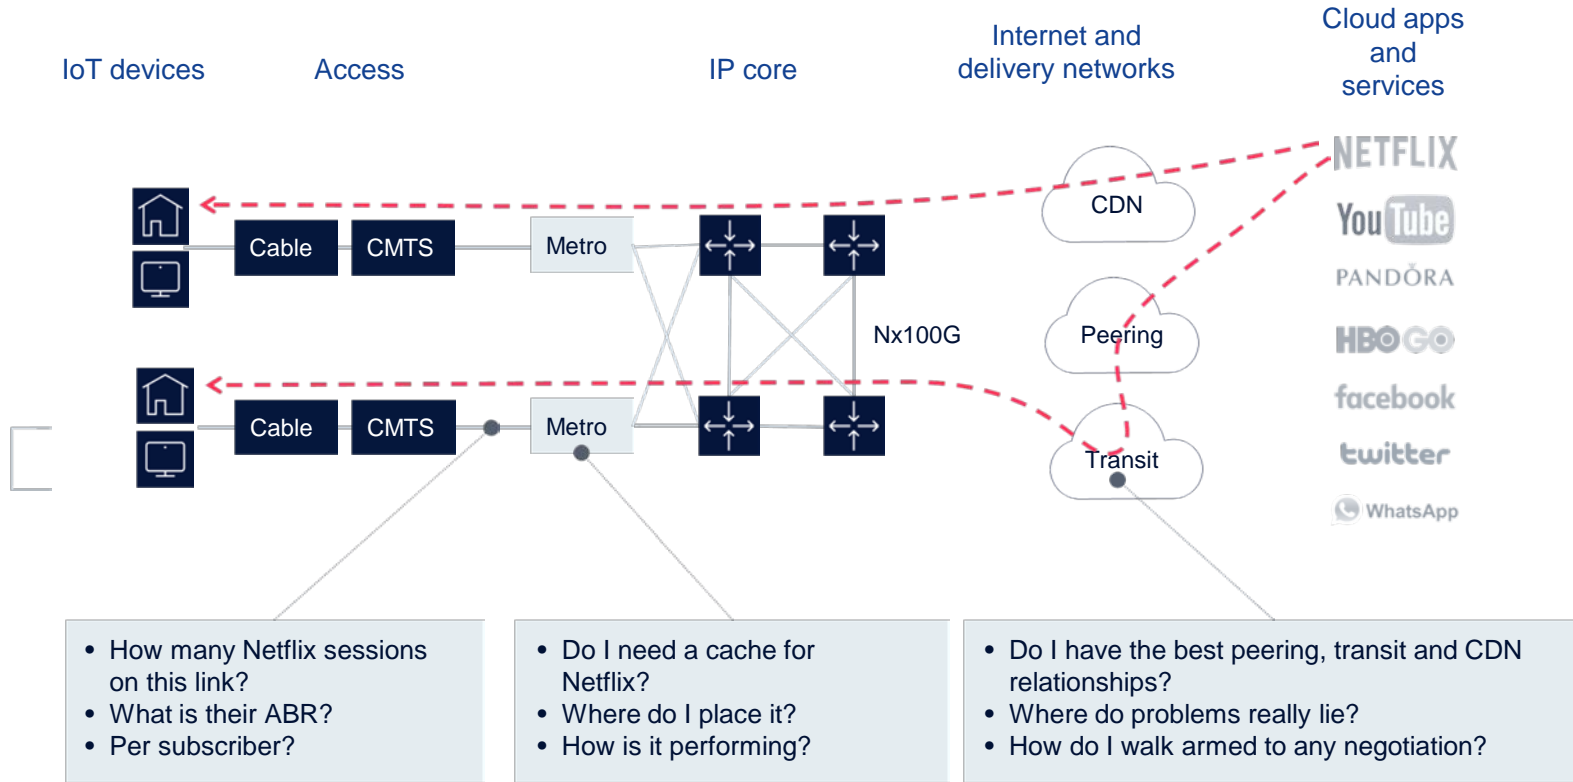 IoT devices
Access
IP core
Internet and
delivery networks
Cloud apps
and
services
NETFLIX
CDN
YouTube
Cable
CMTS
Metro
PANDORA
Nx100G
Peering
HBO GO
facebook
Cable
CMTS
Metro
Transit
twitter
WhatsApp
• How many Netflix sessions
on this link?
• What is their ABR?
• Per subscriber?
• Do I need a cache for
Netflix?
• Where do I place it?
• How is it performing?
• Do I have the best peering, transit and CDN
relationships?
• Where do problems really lie?
• How do I walk armed to any negotiation?